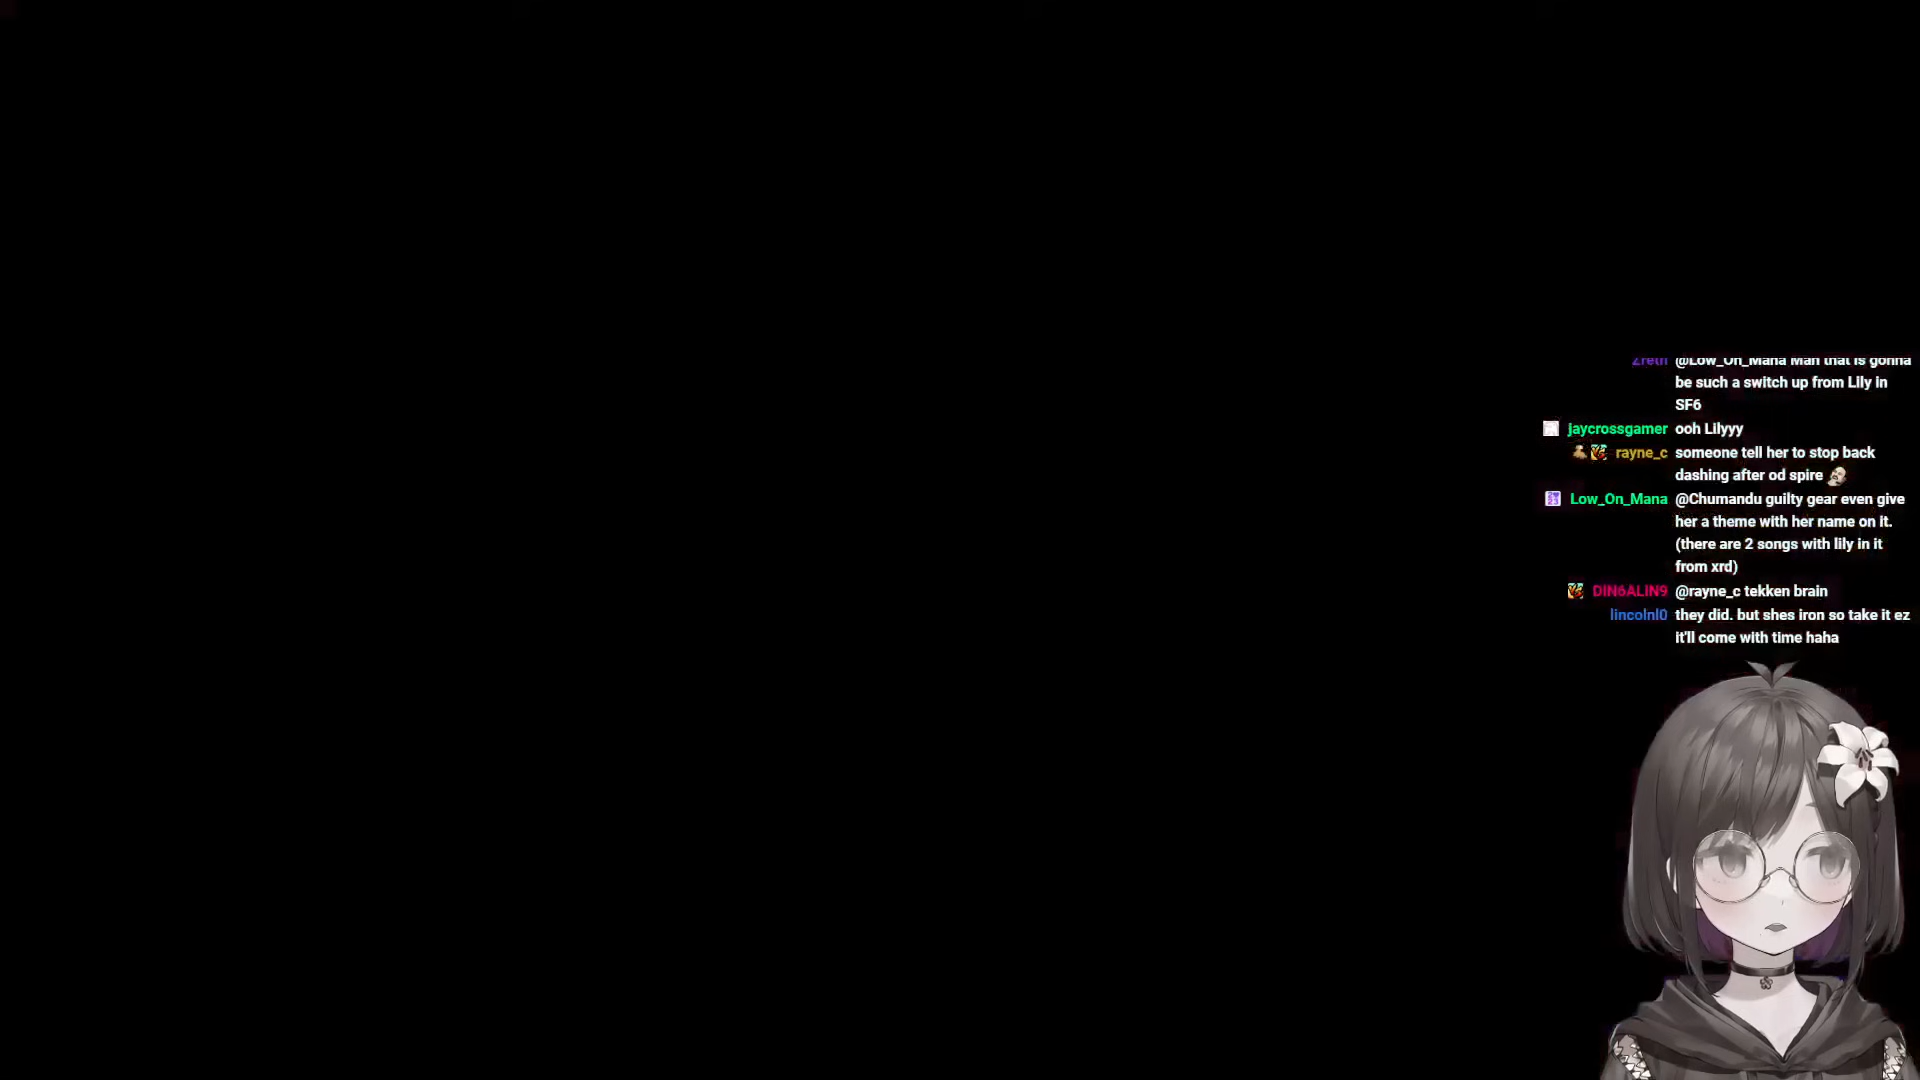 Zreth @Low_On_Mana Man that is gonna
be such a switch up from Lily in
SF6
jaycrossgamer ooh Lilyyy
rayne_c someone tell her to stop back
dashing after od spire
Low_On_Mana @Chumandu guilty gear even give
her a theme with her name on it.
(there are 2 songs with lily in it
from xrd)
DIN6ALIN9 @rayne_c tekken brain
lincolnl0 they did. but shes iron so take it ez
it'll come with time haha